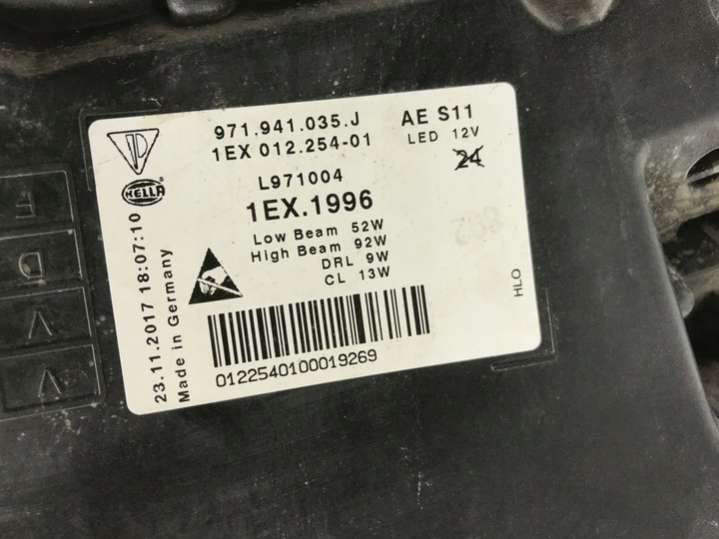 971.941.035.J
1EX 012.254-01
AE S11
LED 12V
24
HELLA
L971004
1EX.1996
Low Beam 52W
High Beam 92W
DRL 9W
CL 13W
23.11.2017 18:07:10
Made in Germany
HLO
0122540100019269
F
D
V
V